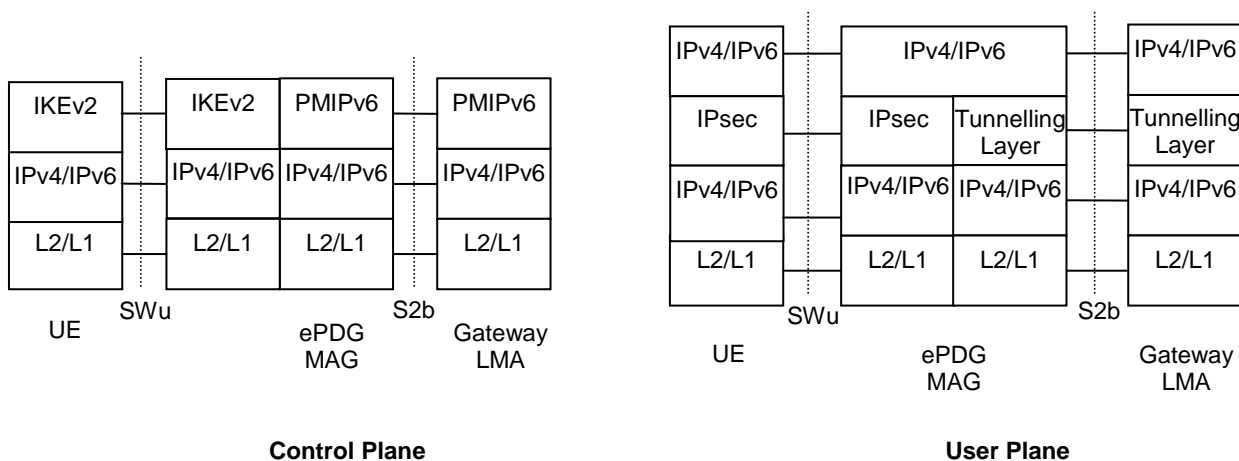 IKEv2
IKEv2
PMIPv6
PMIPv6
IPv4/IPv6
IPv4/IPv6
IPv4/IPv6
IPv4/IPv6
L2/L1
L2/L1
L2/L1
L2/L1
SWu
S2b
UE
ePDG
MAG
Gateway
LMA
Control Plane
IPv4/IPv6
IPv4/IPv6
IPv4/IPv6
IPsec
IPsec
Tunnelling
Layer
Tunnelling
Layer
IPv4/IPv6
IPv4/IPv6
IPv4/IPv6
IPv4/IPv6
L2/L1
L2/L1
L2/L1
L2/L1
SWu
S2b
UE
ePDG
MAG
Gateway
LMA
User Plane